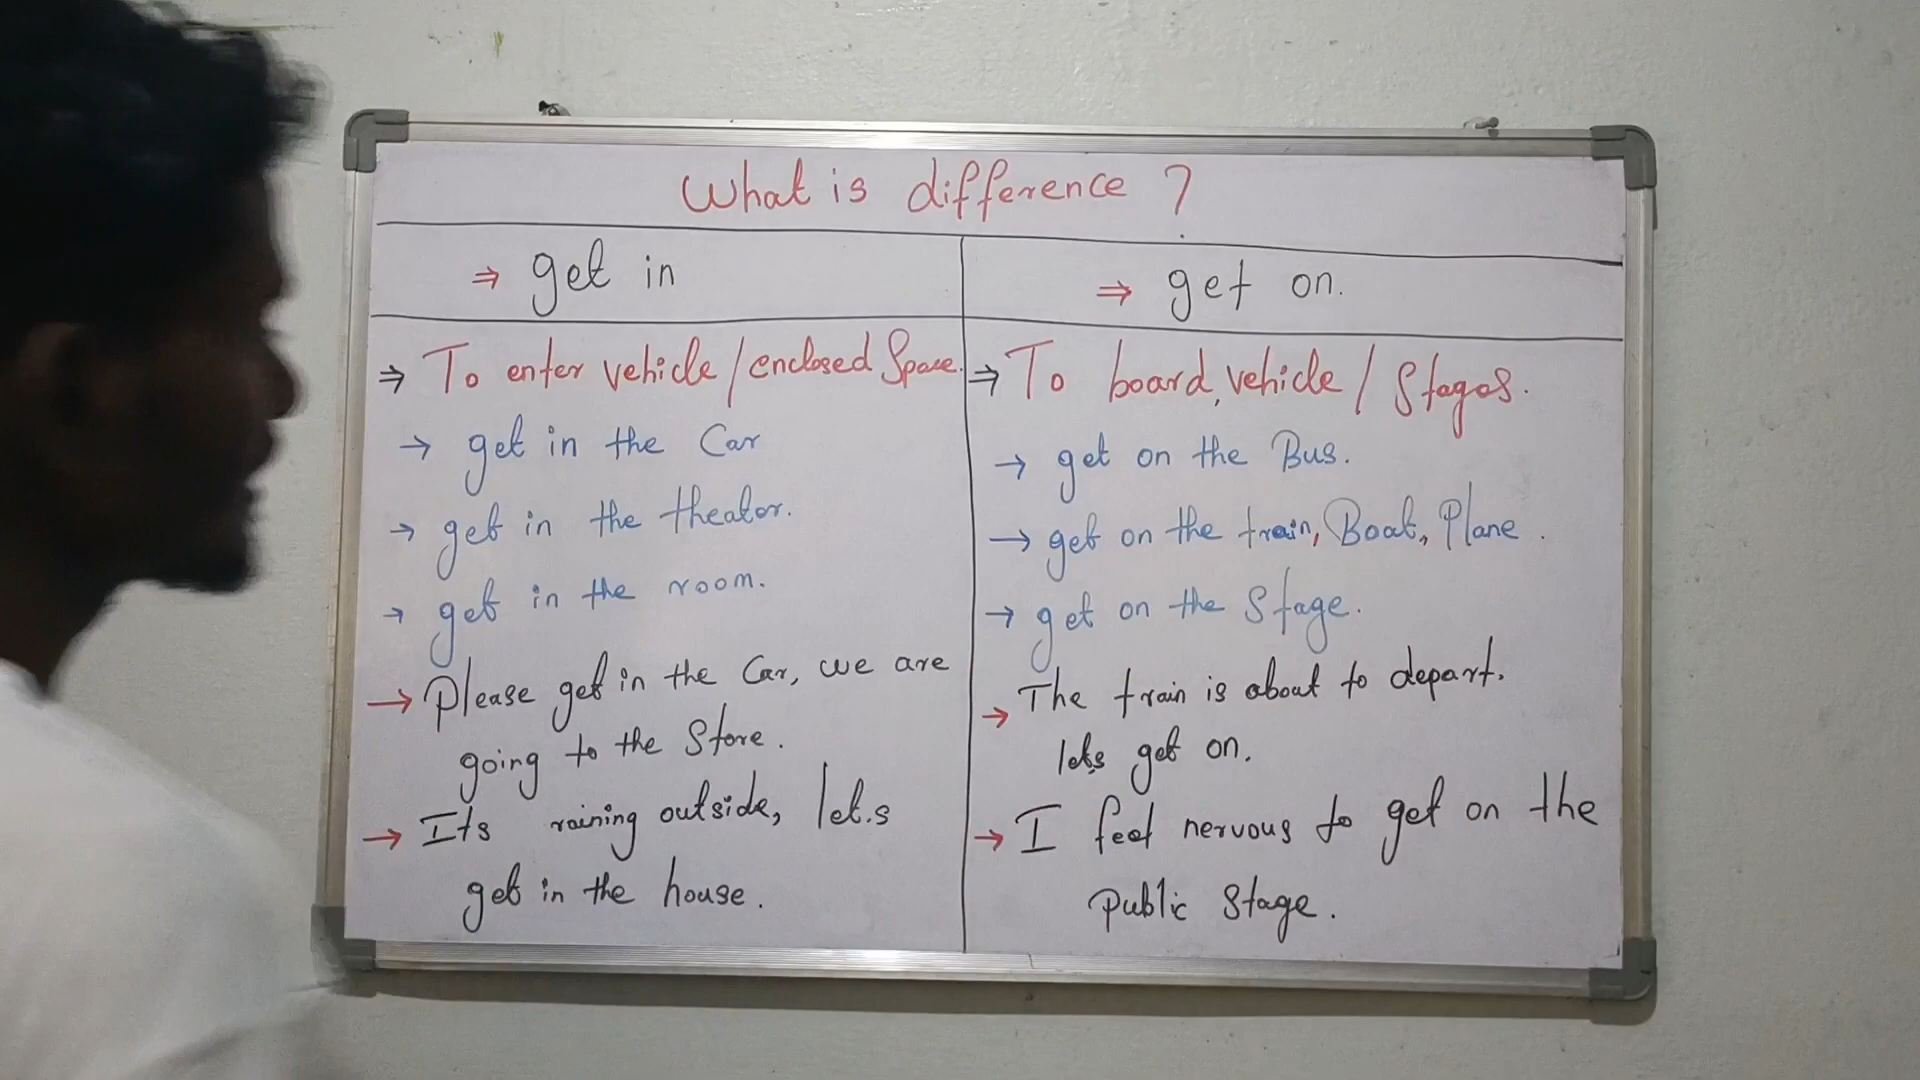 What is difference ?
⇒ get in
⇒ get on.
⇒ To enter vehicle / enclosed Space.
→ get in the Car
→ get in the theator.
→ get in the room.
→ Please get in the Car, we are
going to the Store.
→ Its raining outside, let.s
get in the house.
⇒ To board, vehicle / Stages.
→ get on the Bus.
→ get on the train, Boat, Plane.
→ get on the Stage.
→ The train is about to depart.
lets get on.
→ I feel nervous to get on the
Public Stage.